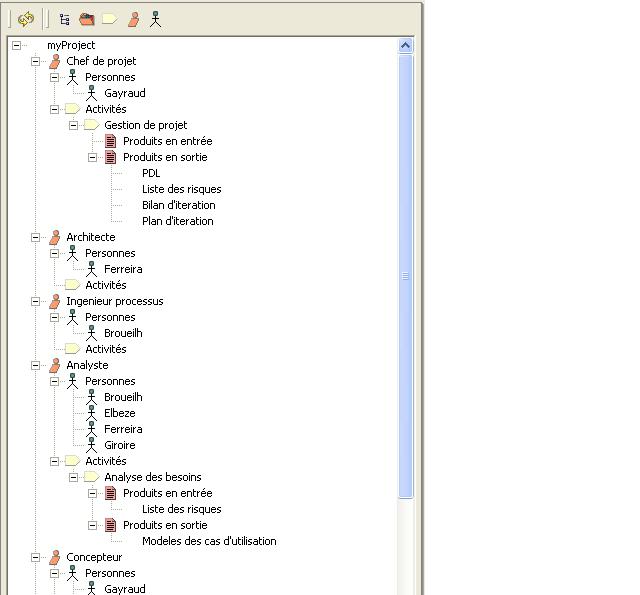 myProject
Chef de projet
Personnes
Gayraud
Activités
Gestion de projet
Produits en entrée
Produits en sortie
PDL
Liste des risques
Bilan d'iteration
Plan d'iteration
Architecte
Personnes
Ferreira
Activités
Ingenieur processus
Personnes
Broueilh
Activités
Analyste
Personnes
Broueilh
Elbeze
Ferreira
Giroire
Activités
Analyse des besoins
Produits en entrée
Liste des risques
Produits en sortie
Modeles des cas d'utilisation
Concepteur
Personnes
Gayraud